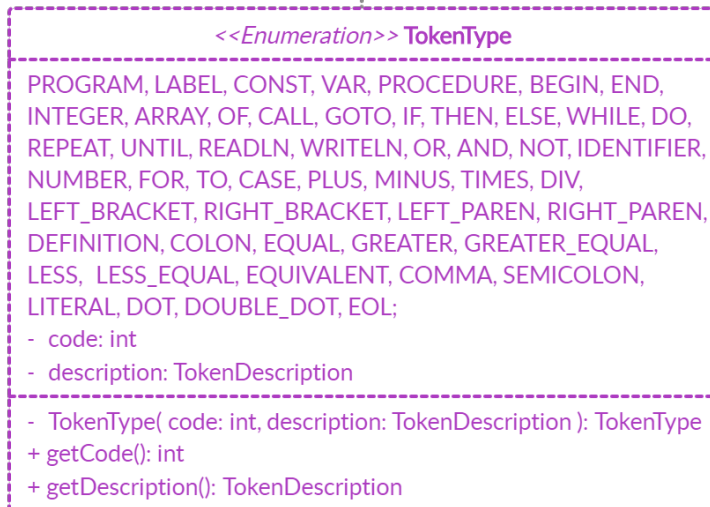 <<Enumeration>> TokenType
PROGRAM, LABEL, CONST, VAR, PROCEDURE, BEGIN, END,
INTEGER, ARRAY, OF, CALL, GOTO, IF, THEN, ELSE, WHILE, DO,
REPEAT, UNTIL, READLN, WRITELN, OR, AND, NOT, IDENTIFIER,
NUMBER, FOR, TO, CASE, PLUS, MINUS, TIMES, DIV,
LEFT_BRACKET, RIGHT_BRACKET, LEFT_PAREN, RIGHT_PAREN,
DEFINITION, COLON, EQUAL, GREATER, GREATER_EQUAL,
LESS, LESS_EQUAL, EQUIVALENT, COMMA, SEMICOLON,
LITERAL, DOT, DOUBLE_DOT, EOL;
- code: int
- description: TokenDescription
- TokenType( code: int, description: TokenDescription ): TokenType
+ getCode(): int
+ getDescription(): TokenDescription